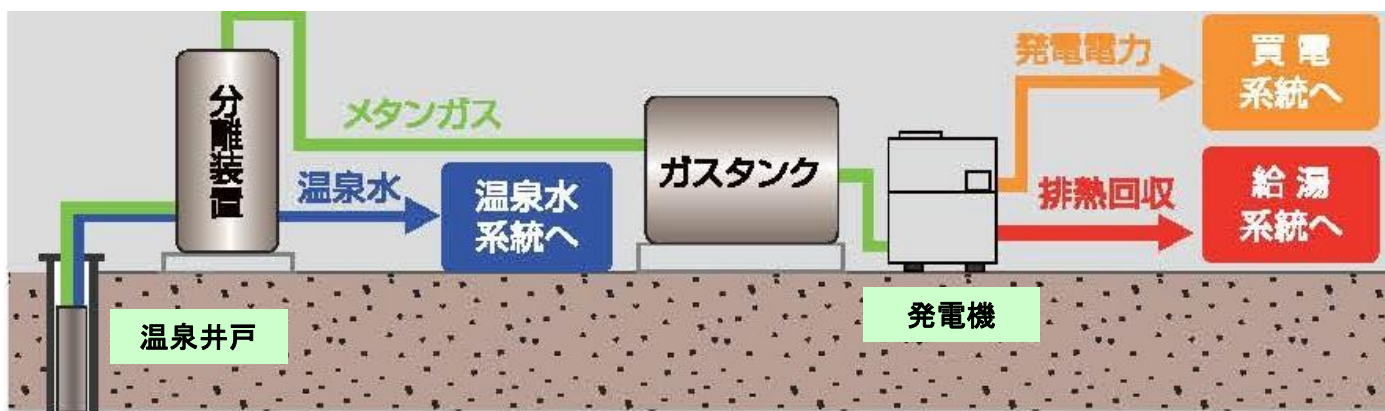 分離装置
メタンガス
温泉水
温泉水
系統へ
ガスタンク
発電電力
買電
系統へ
排熱回収
給湯
系統へ
温泉井戸
発電機